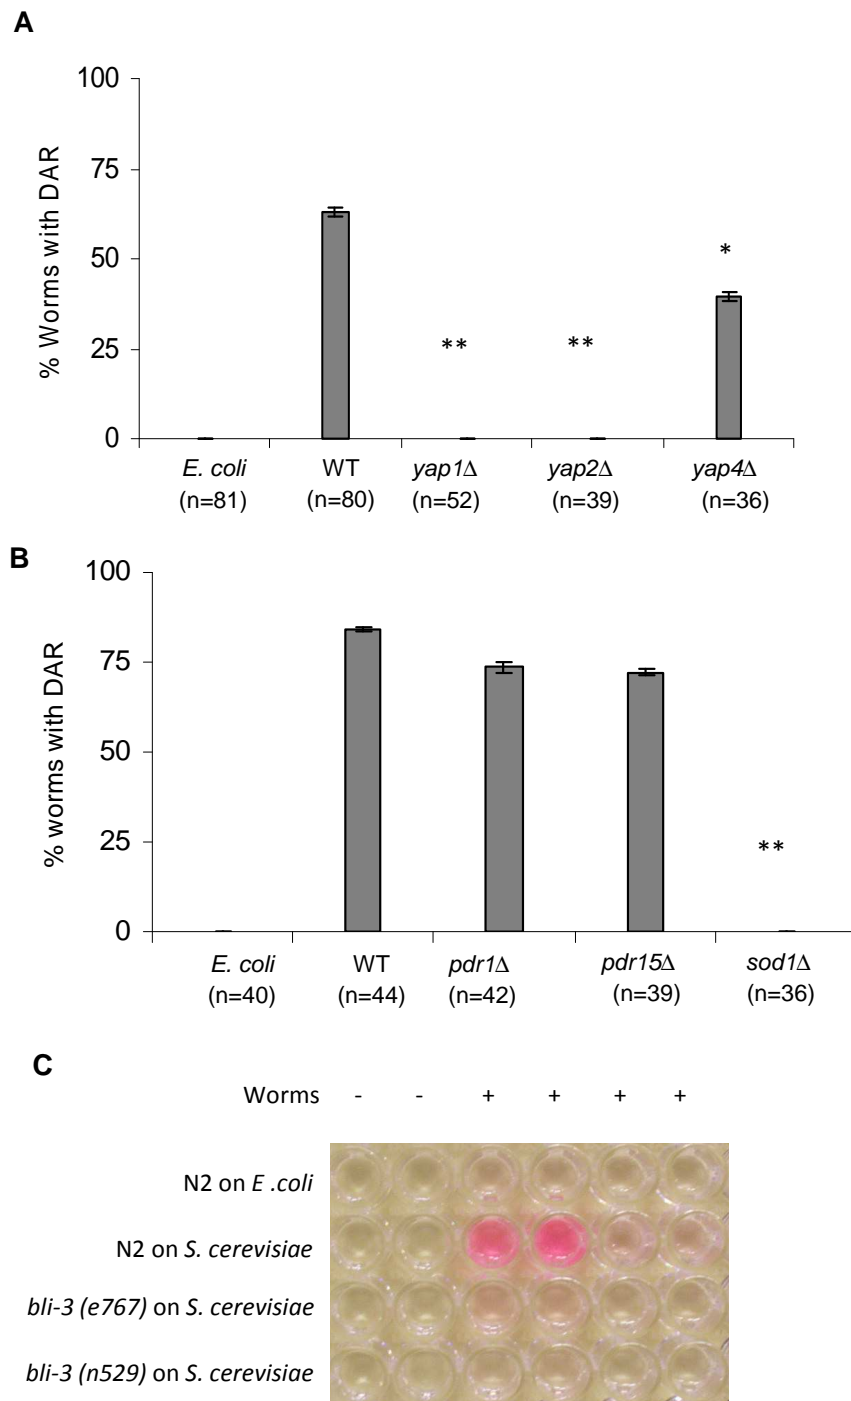 A
% Worms with DAR
100
75
50
25
0
** ** *
E. coli WT yap1Δ yap2Δ yap4Δ
(n=81) (n=80) (n=52) (n=39) (n=36)
B
% worms with DAR
100
75
50
25
0
**
E. coli WT pdr1Δ pdr15Δ sod1Δ
(n=40) (n=44) (n=42) (n=39) (n=36)
C
Worms - - + + + +
N2 on E .coli
N2 on S. cerevisiae
bli-3 (e767) on S. cerevisiae
bli-3 (n529) on S. cerevisiae